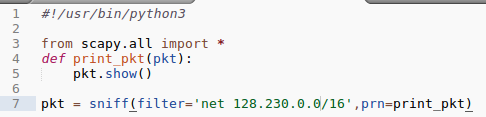 1 #!/usr/bin/python3
2
3 from scapy.all import *
4 def print_pkt(pkt):
5     pkt.show()
6
7 pkt = sniff(filter='net 128.230.0.0/16',prn=print_pkt)